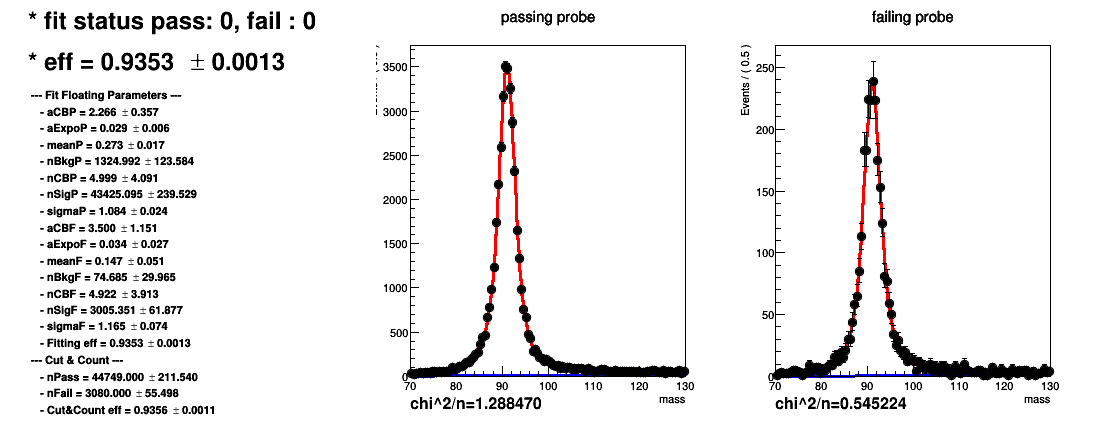 * fit status pass: 0, fail : 0
* eff = 0.9353 ± 0.0013
--- Fit Floating Parameters ---
- aCBP = 2.266 ± 0.357
- aExpoP = 0.029 ± 0.006
- meanP = 0.273 ± 0.017
- nBkgP = 1324.992 ± 123.584
- nCBP = 4.999 ± 4.091
- nSigP = 43425.095 ± 239.529
- sigmaP = 1.084 ± 0.024
- aCBF = 3.500 ± 1.151
- aExpoF = 0.034 ± 0.027
- meanF = 0.147 ± 0.051
- nBkgF = 74.685 ± 29.965
- nCBF = 4.922 ± 3.913
- nSigF = 3005.351 ± 61.877
- sigmaF = 1.165 ± 0.074
- Fitting eff = 0.9353 ± 0.0013
--- Cut & Count ---
- nPass = 44749.000 ± 211.540
- nFail = 3080.000 ± 55.498
- Cut&Count eff = 0.9356 ± 0.0011
passing probe
3500
3000
2500
2000
1500
1000
500
0
70 80 90 100 110 120 130
mass
chi^2/n=1.288470
failing probe
Events / ( 0.5 )
200
150
100
50
0
70 80 90 100 110 120 130
mass
chi^2/n=0.545224